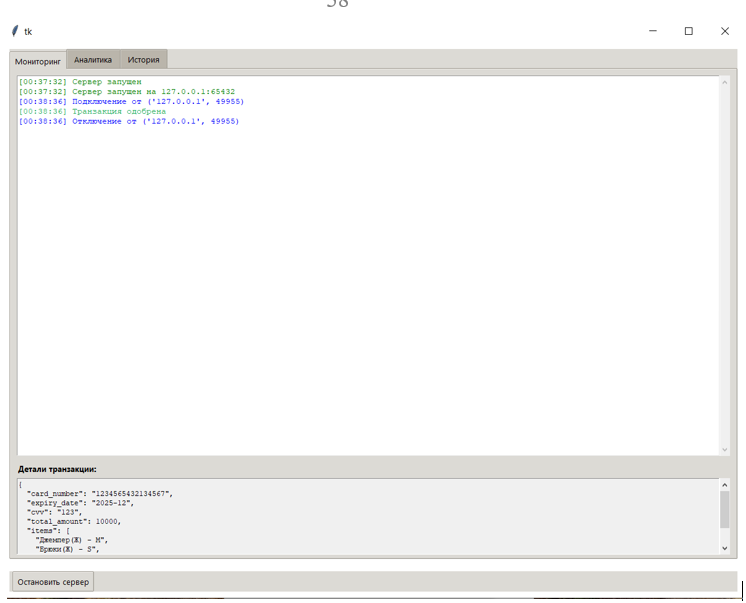 58
tk
Мониторинг Аналитика История
[00:37:32] Сервер запущен
[00:37:32] Сервер запущен на 127.0.0.1:65432
[00:38:36] Подключение от ('127.0.0.1', 49955)
[00:38:36] Транзакция одобрена
[00:38:36] Отключение от ('127.0.0.1', 49955)
Детали транзакции:
{
"card_number": "1234565432134567",
"expiry_date": "2025-12",
"cvv": "123",
"total_amount": 10000,
"items": [
"Джемпер(Ж) - M",
"Брюки(Ж) - S",
Остановить сервер